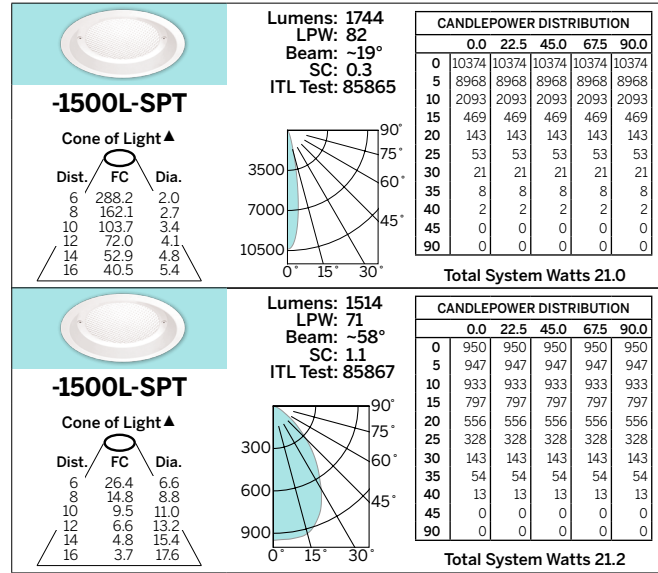 Lumens: 1744
LPW: 82
Beam: ~19°
SC: 0.3
ITL Test: 85865
-1500L-SPT
Cone of Light▲
Dist. FC Dia.
6 288.2 2.0
8 162.1 2.7
10 103.7 3.4
12 72.0 4.1
14 52.9 4.8
16 40.5 5.4
90°
75°
3500
60°
7000
45°
10500
0° 15° 30°
CANDLEPOWER DISTRIBUTION
0.0 22.5 45.0 67.5 90.0
0 10374 10374 10374 10374 10374
5 8968 8968 8968 8968 8968
10 2093 2093 2093 2093 2093
15 469 469 469 469 469
20 143 143 143 143 143
25 53 53 53 53 53
30 21 21 21 21 21
35 8 8 8 8 8
40 2 2 2 2 2
45 0 0 0 0 0
90 0 0 0 0 0
Total System Watts 21.0
Lumens: 1514
LPW: 71
Beam: ~58°
SC: 1.1
ITL Test: 85867
-1500L-SPT
Cone of Light▲
Dist. FC Dia.
6 26.4 6.6
8 14.8 8.8
10 9.5 11.0
12 6.6 13.2
14 4.8 15.4
16 3.7 17.6
90°
75°
300
60°
600
45°
900
0° 15° 30°
CANDLEPOWER DISTRIBUTION
0.0 22.5 45.0 67.5 90.0
0 950 950 950 950 950
5 947 947 947 947 947
10 933 933 933 933 933
15 797 797 797 797 797
20 556 556 556 556 556
25 328 328 328 328 328
30 143 143 143 143 143
35 54 54 54 54 54
40 13 13 13 13 13
45 0 0 0 0 0
90 0 0 0 0 0
Total System Watts 21.2